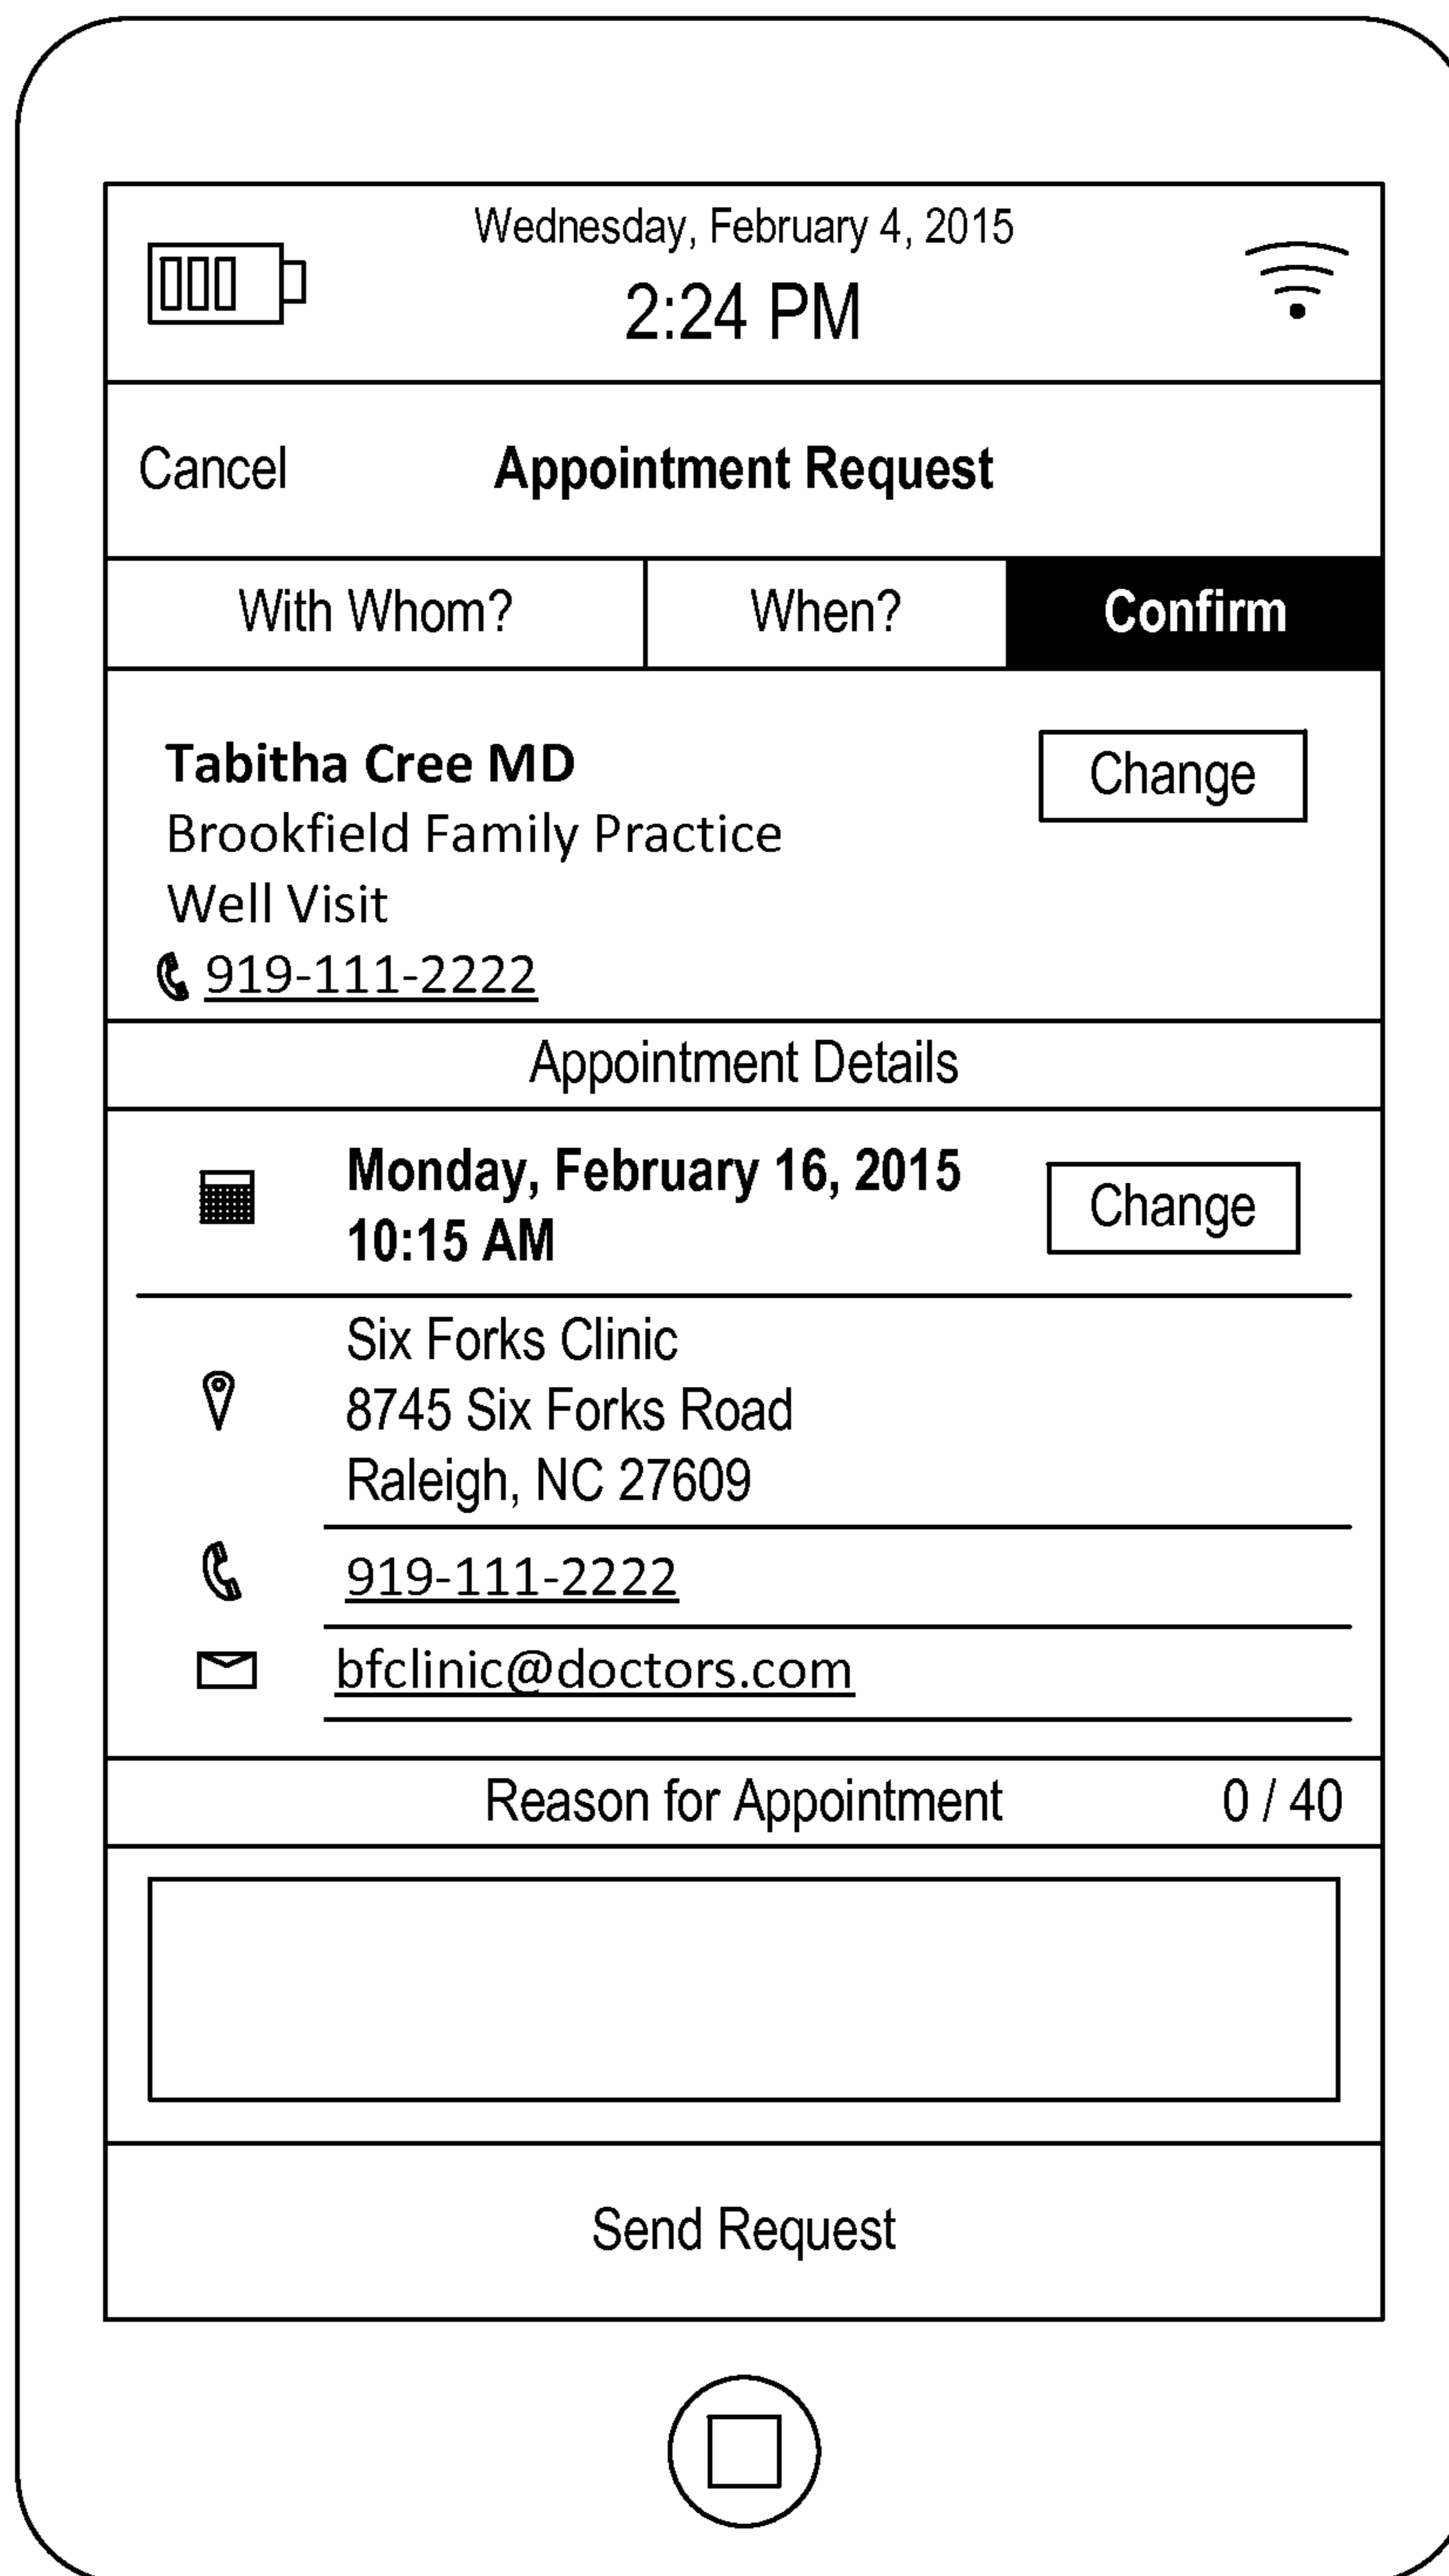 Wednesday, February 4, 2015
2:24 PM
Cancel
Appointment Request
With Whom?
When?
Confirm
Tabitha Cree MD
Change
Brookfield Family Practice
Well Visit
919-111-2222
Appointment Details
Monday, February 16, 2015
10:15 AM
Change
Six Forks Clinic
8745 Six Forks Road
Raleigh, NC 27609
919-111-2222
bfclinic@doctors.com
Reason for Appointment
0 / 40
Send Request